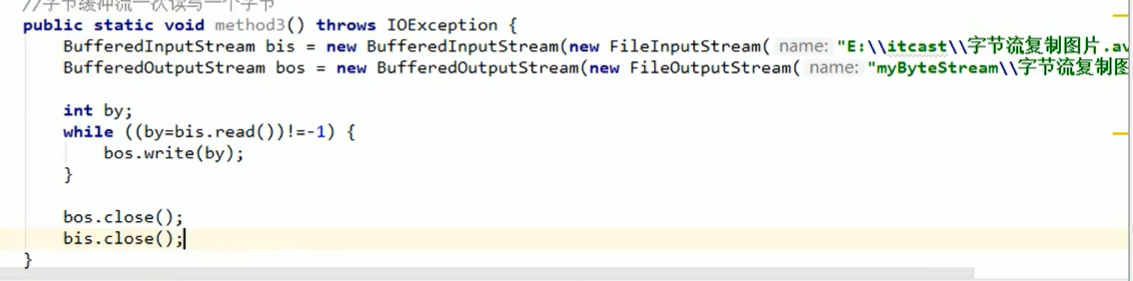 //字节缓冲流一次读写一个字节
public static void method3() throws IOException {
BufferedInputStream bis = new BufferedInputStream(new FileInputStream( name: "E:\\itcast\\字节流复制图片.av
BufferedOutputStream bos = new BufferedOutputStream(new FileOutputStream( name: "myByteStream\\字节流复制图
int by;
while ((by=bis.read())!=-1) {
bos.write(by);
}
bos.close();
bis.close();
}